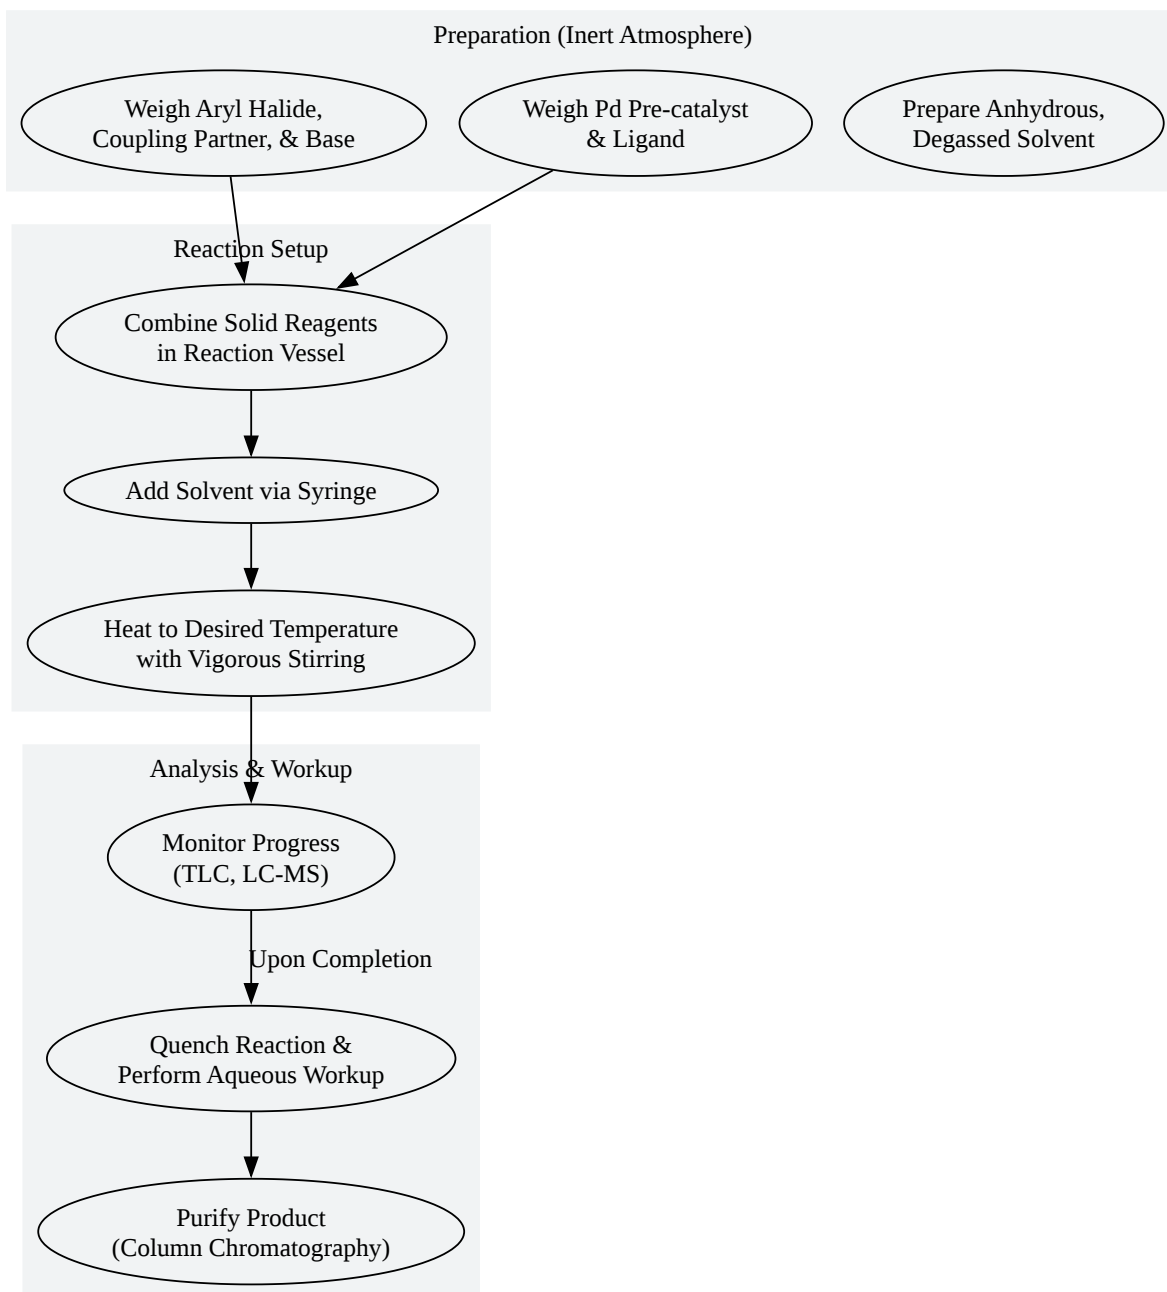 Preparation (Inert Atmosphere)
Weigh Aryl Halide,
Coupling Partner, & Base
Weigh Pd Pre-catalyst
& Ligand
Prepare Anhydrous,
Degassed Solvent
Reaction Setup
Combine Solid Reagents
in Reaction Vessel
Add Solvent via Syringe
Heat to Desired Temperature
with Vigorous Stirring
Analysis & Workup
Monitor Progress
(TLC, LC-MS)
Upon Completion
Quench Reaction &
Perform Aqueous Workup
Purify Product
(Column Chromatography)